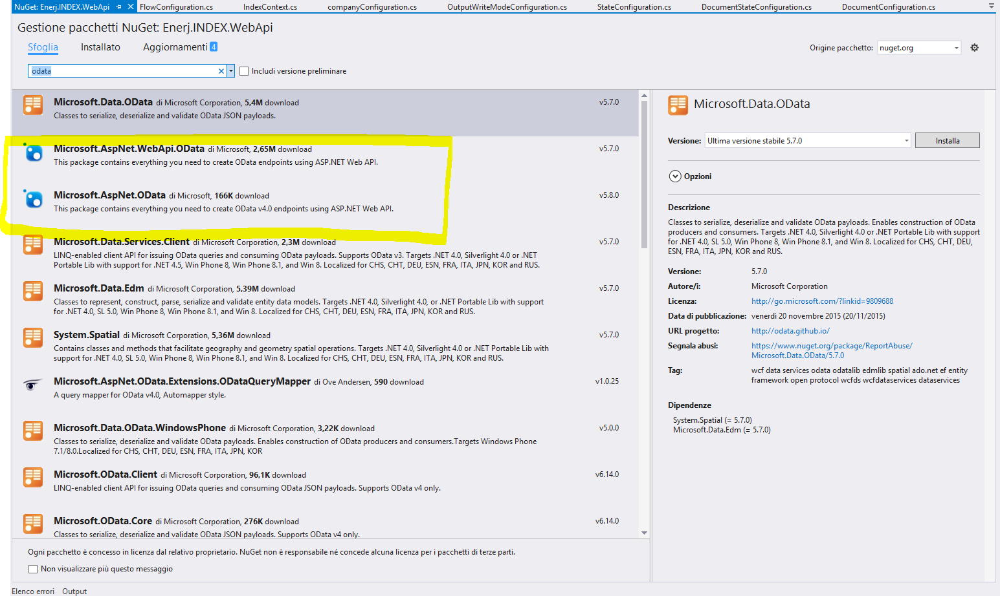 NuGet: Enerj.INDEX.WebApi
FlowConfiguration.cs
IndexContext.cs
companyConfiguration.cs
OutputWriteModeConfiguration.cs
StateConfiguration.cs
DocumentStateConfiguration.cs
DocumentConfiguration.cs
Gestione pacchetti NuGet: Enerj.INDEX.WebApi
Sfoglia
Installato
Aggiornamenti 4
Origine pacchetto: nuget.org
odata
Includi versione preliminare
Microsoft.Data.OData di Microsoft Corporation, 5,4M download
v5.7.0
Classes to serialize, deserialize and validate OData JSON payloads.
Microsoft.AspNet.WebApi.OData di Microsoft, 2,65M download
v5.7.0
This package contains everything you need to create OData endpoints using ASP.NET Web API.
Microsoft.AspNet.OData di Microsoft, 166K download
v5.8.0
This package contains everything you need to create OData v4.0 endpoints using ASP.NET Web API.
Microsoft.Data.Services.Client di Microsoft Corporation, 2,3M download
v5.7.0
LINQ-enabled client API for issuing OData queries and consuming OData payloads. Supports OData v3. Targets .NET 4.0, Silverlight 4.0 or .NET
Portable Lib with support for .NET 4.5, Win Phone 8, Win Phone 8.1, and Win 8. Localized for CHS, CHT, DEU, ESN, FRA, ITA, JPN, KOR and RUS.
Microsoft.Data.Edm di Microsoft Corporation, 5,39M download
v5.7.0
Classes to represent, construct, parse, serialize and validate entity data models. Targets .NET 4.0, Silverlight 4.0, or .NET Portable Lib with support
for .NET 4.0, SL 5.0, Win Phone 8, Win Phone 8.1, and Win 8. Localized for CHS, CHT, DEU, ESN, FRA, ITA, JPN, KOR and RUS.
System.Spatial di Microsoft Corporation, 5,36M download
v5.7.0
Contains classes and methods that facilitate geography and geometry spatial operations. Targets .NET 4.0, Silverlight 4.0 or .NET Portable Lib with
support for .NET 4.0, SL 5.0, Win Phone 8, Win Phone 8.1, and Win 8. Localized for CHS, CHT, DEU, ESN, FRA, ITA, JPN, KOR and RUS.
Microsoft.AspNet.OData.Extensions.ODataQueryMapper di Ove Andersen, 590 download
v1.0.25
A query mapper for OData v4.0, Automapper style.
Microsoft.Data.OData.WindowsPhone di Microsoft Corporation, 3,22K download
v5.0.0
Classes to serialize, deserialize and validate OData payloads. Enables construction of OData producers and consumers.Targets Windows Phone
7.1/8.0.Localized for CHS, CHT, DEU, ESN, FRA, ITA, JPN, KOR
Microsoft.OData.Client di Microsoft Corporation, 96,1K download
v6.14.0
LINQ-enabled client API for issuing OData queries and consuming OData JSON payloads. Supports OData v4 only.
Microsoft.OData.Core di Microsoft Corporation, 276K download
v6.14.0
Classes to serialize, deserialize and validate OData JSON payloads. Supports OData v4 only.
Ogni pacchetto è concesso in licenza dal relativo proprietario. NuGet non è responsabile né concede alcuna licenza per i pacchetti di terze parti.
Non visualizzare più questo messaggio
Microsoft.Data.OData
Versione: Ultima versione stabile 5.7.0
Installa
Opzioni
Descrizione
Classes to serialize, deserialize and validate OData payloads. Enables construction of OData
producers and consumers. Targets .NET 4.0, Silverlight 4.0 or .NET Portable Lib with support
for .NET 4.0, SL 5.0, Win Phone 8, Win Phone 8.1, and Win 8. Localized for CHS, CHT, DEU,
ESN, FRA, ITA, JPN, KOR and RUS.
Versione: 5.7.0
Autore/i: Microsoft Corporation
Licenza: http://go.microsoft.com/?linkid=9809688
Data di pubblicazione: venerdì 20 novembre 2015 (20/11/2015)
URL progetto: http://odata.github.io/
Segnala abusi: https://www.nuget.org/package/ReportAbuse/
Microsoft.Data.OData/5.7.0
Tag: wcf data services odata odatalib edmlib spatial ado.net ef entity
framework open protocol wcfds wcfdataservices dataservices
Dipendenze
System.Spatial (= 5.7.0)
Microsoft.Data.Edm (= 5.7.0)
Elenco errori
Output